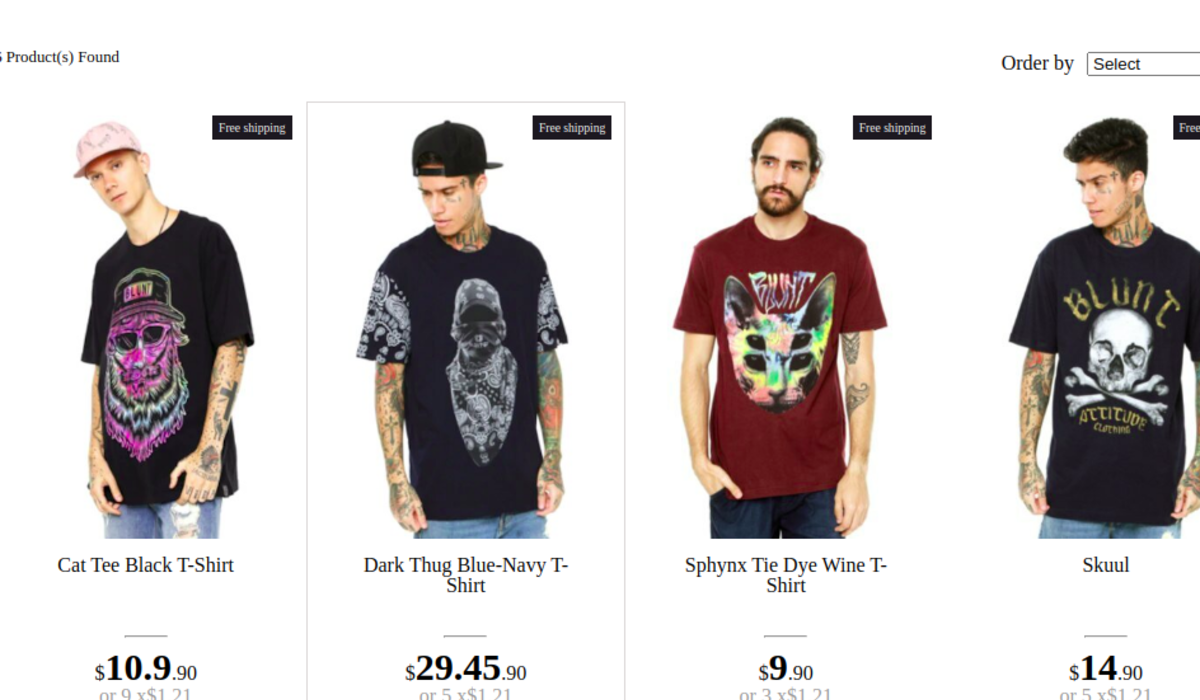 Product(s) Found
Order by Select
Free shipping
Free shipping
Free shipping
Free
BLUNT
BLUNT
BLUNT
ATTITUDE
CLOTHING
Cat Tee Black T-Shirt
Dark Thug Blue-Navy T-
Shirt
Sphynx Tie Dye Wine T-
Shirt
Skuul
$10.9.90
$29.45.90
$9.90
$14.90
or 9 x$1.21
or 5 x$1.21
or 3 x$1.21
or 5 x$1.21